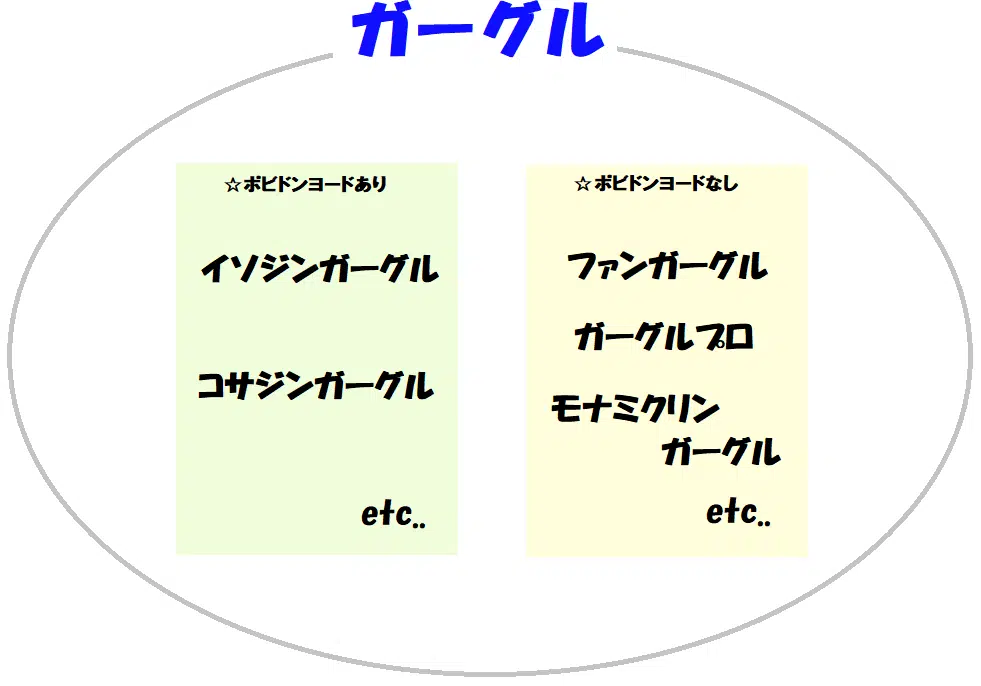 ガーグル
☆ポビドンヨードあり
イソジンガーグル
コサジンガーグル
etc..
☆ポビドンヨードなし
ファンガーグル
ガーグルプロ
モナミクリン
ガーグル
etc..